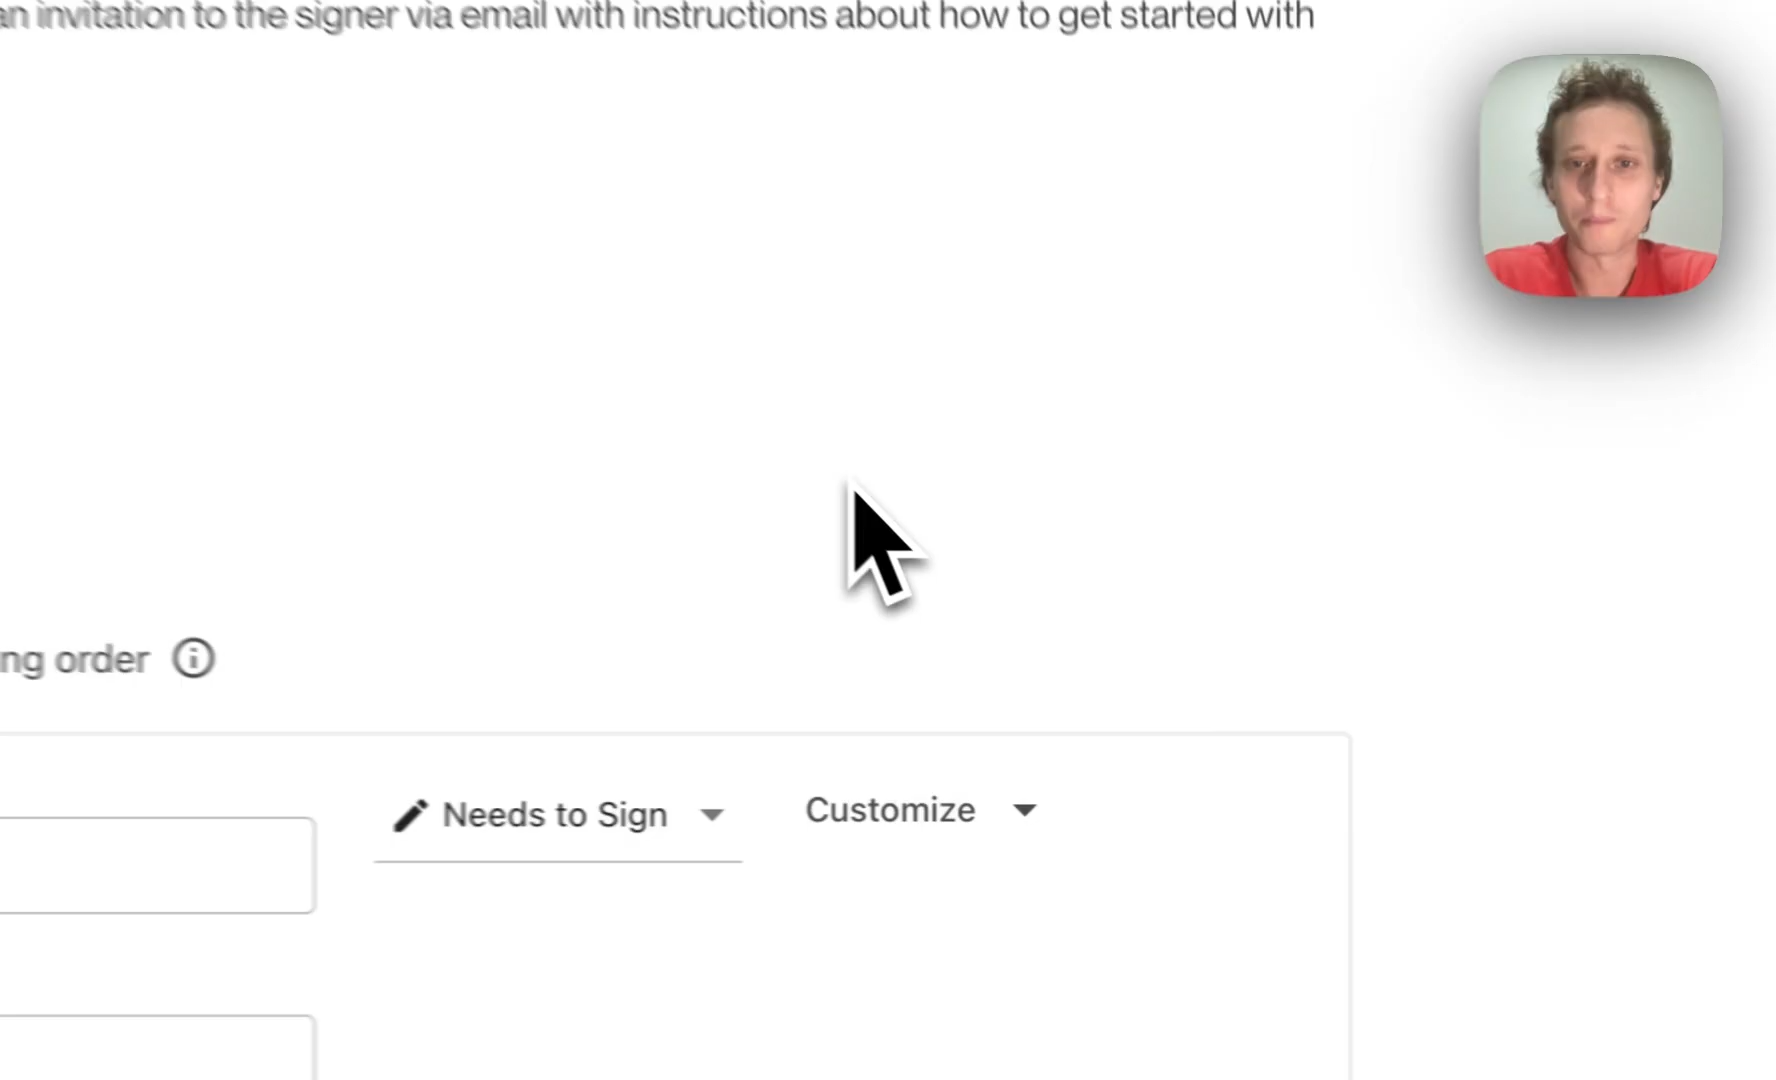 an invitation to the signer via email with instructions about how to get started with
ng order
Needs to Sign
Customize